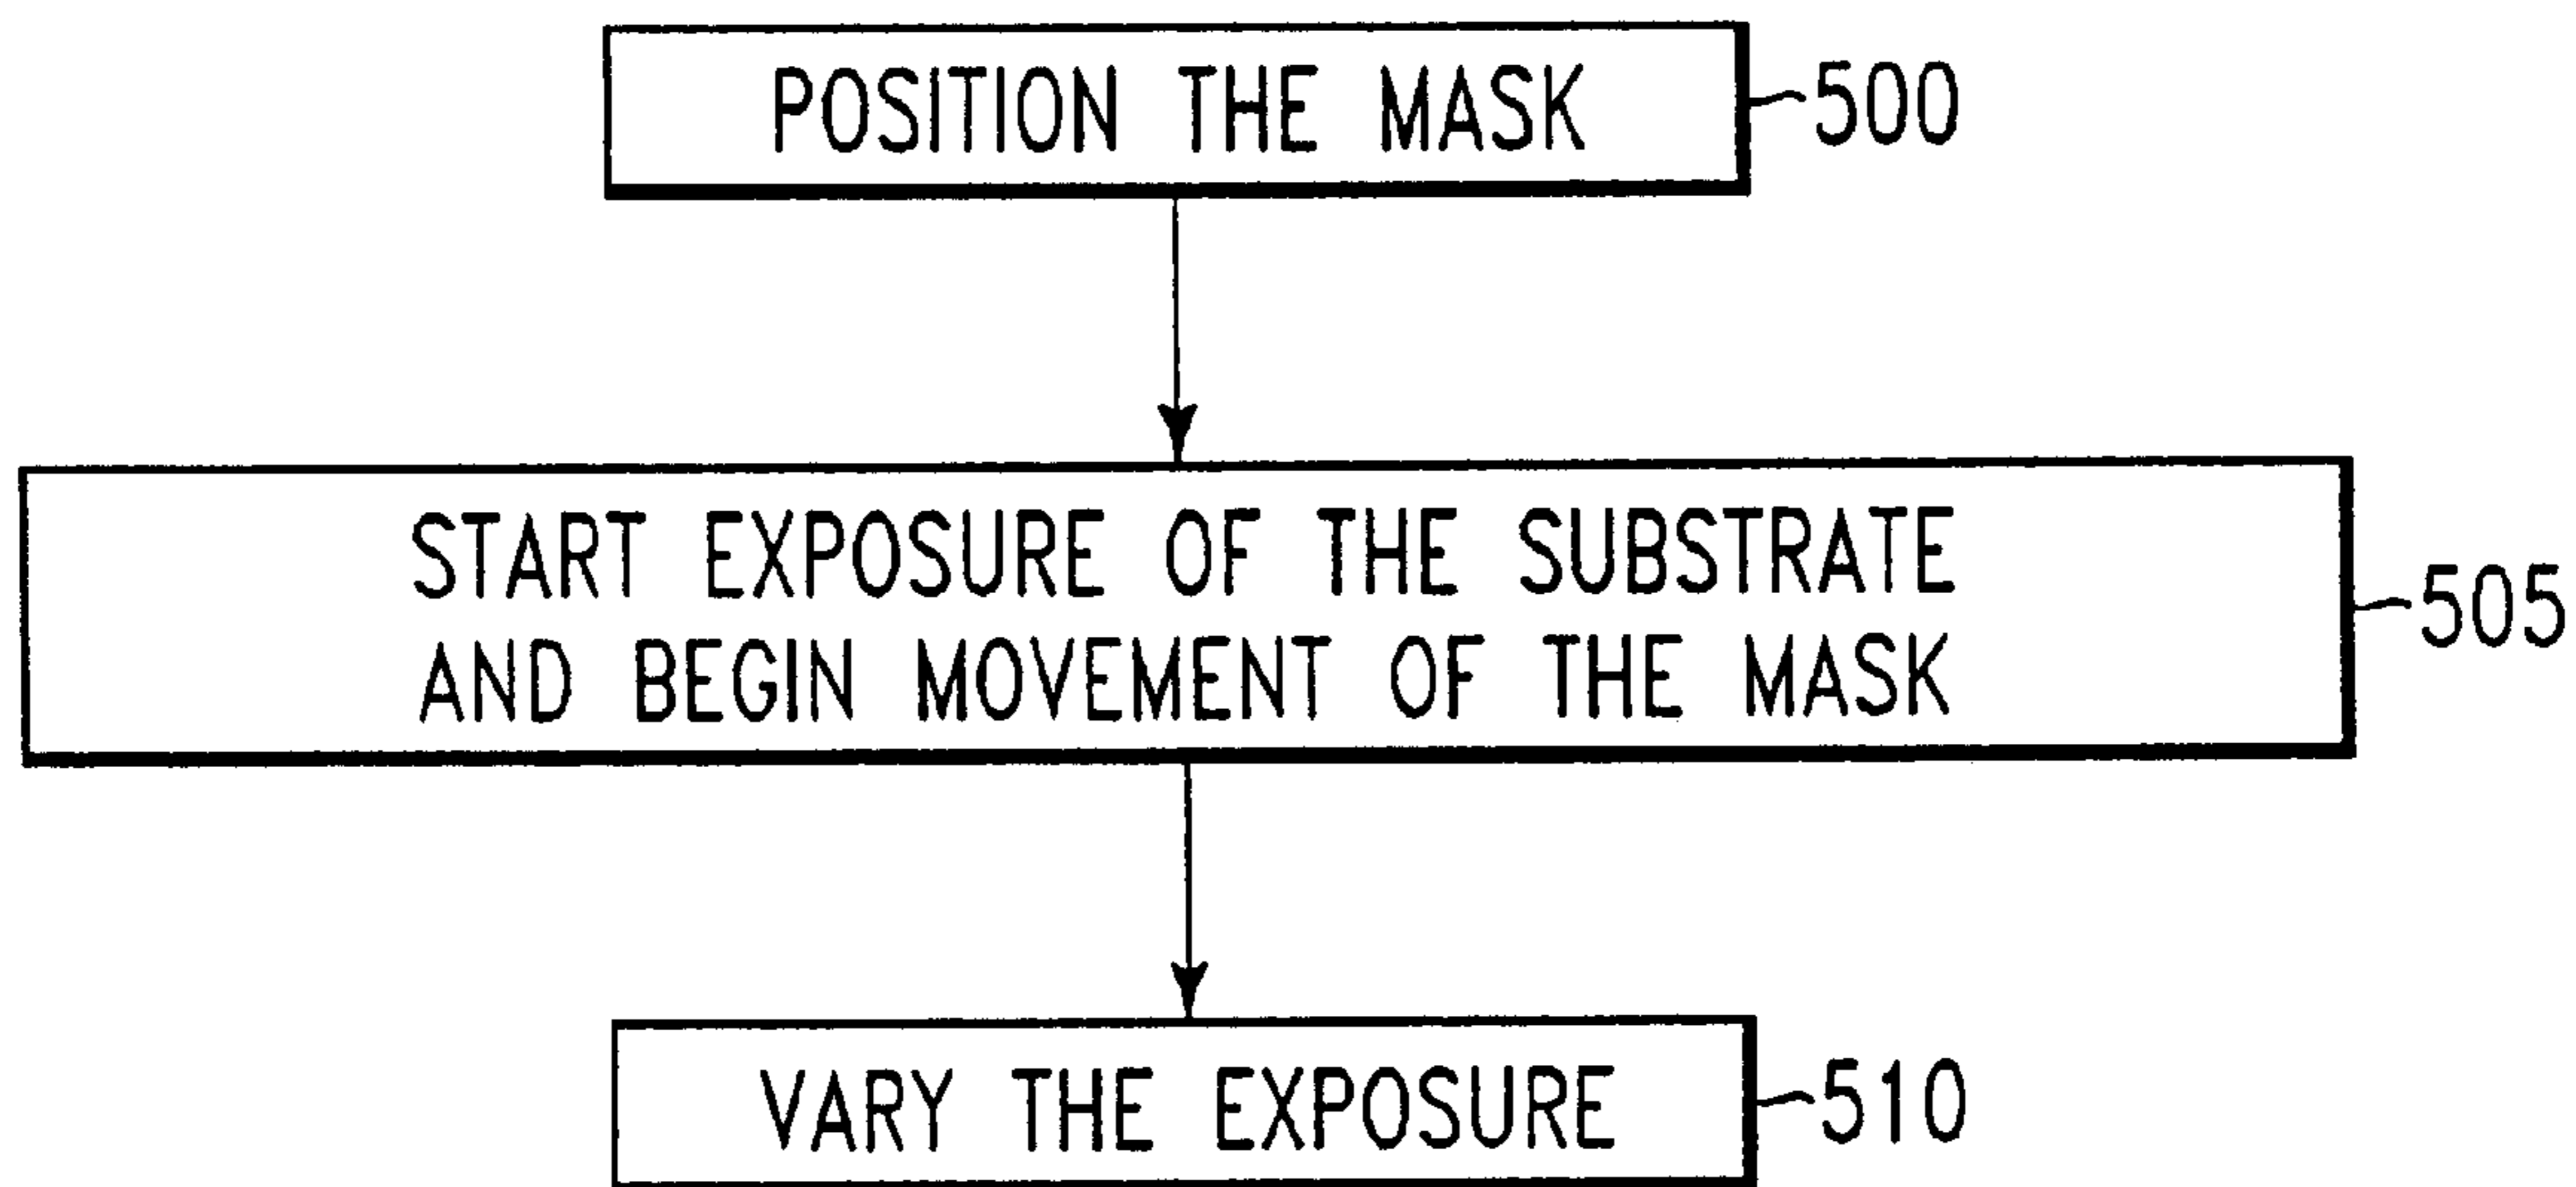 POSITION THE MASK
500
START EXPOSURE OF THE SUBSTRATE
AND BEGIN MOVEMENT OF THE MASK
505
VARY THE EXPOSURE
510